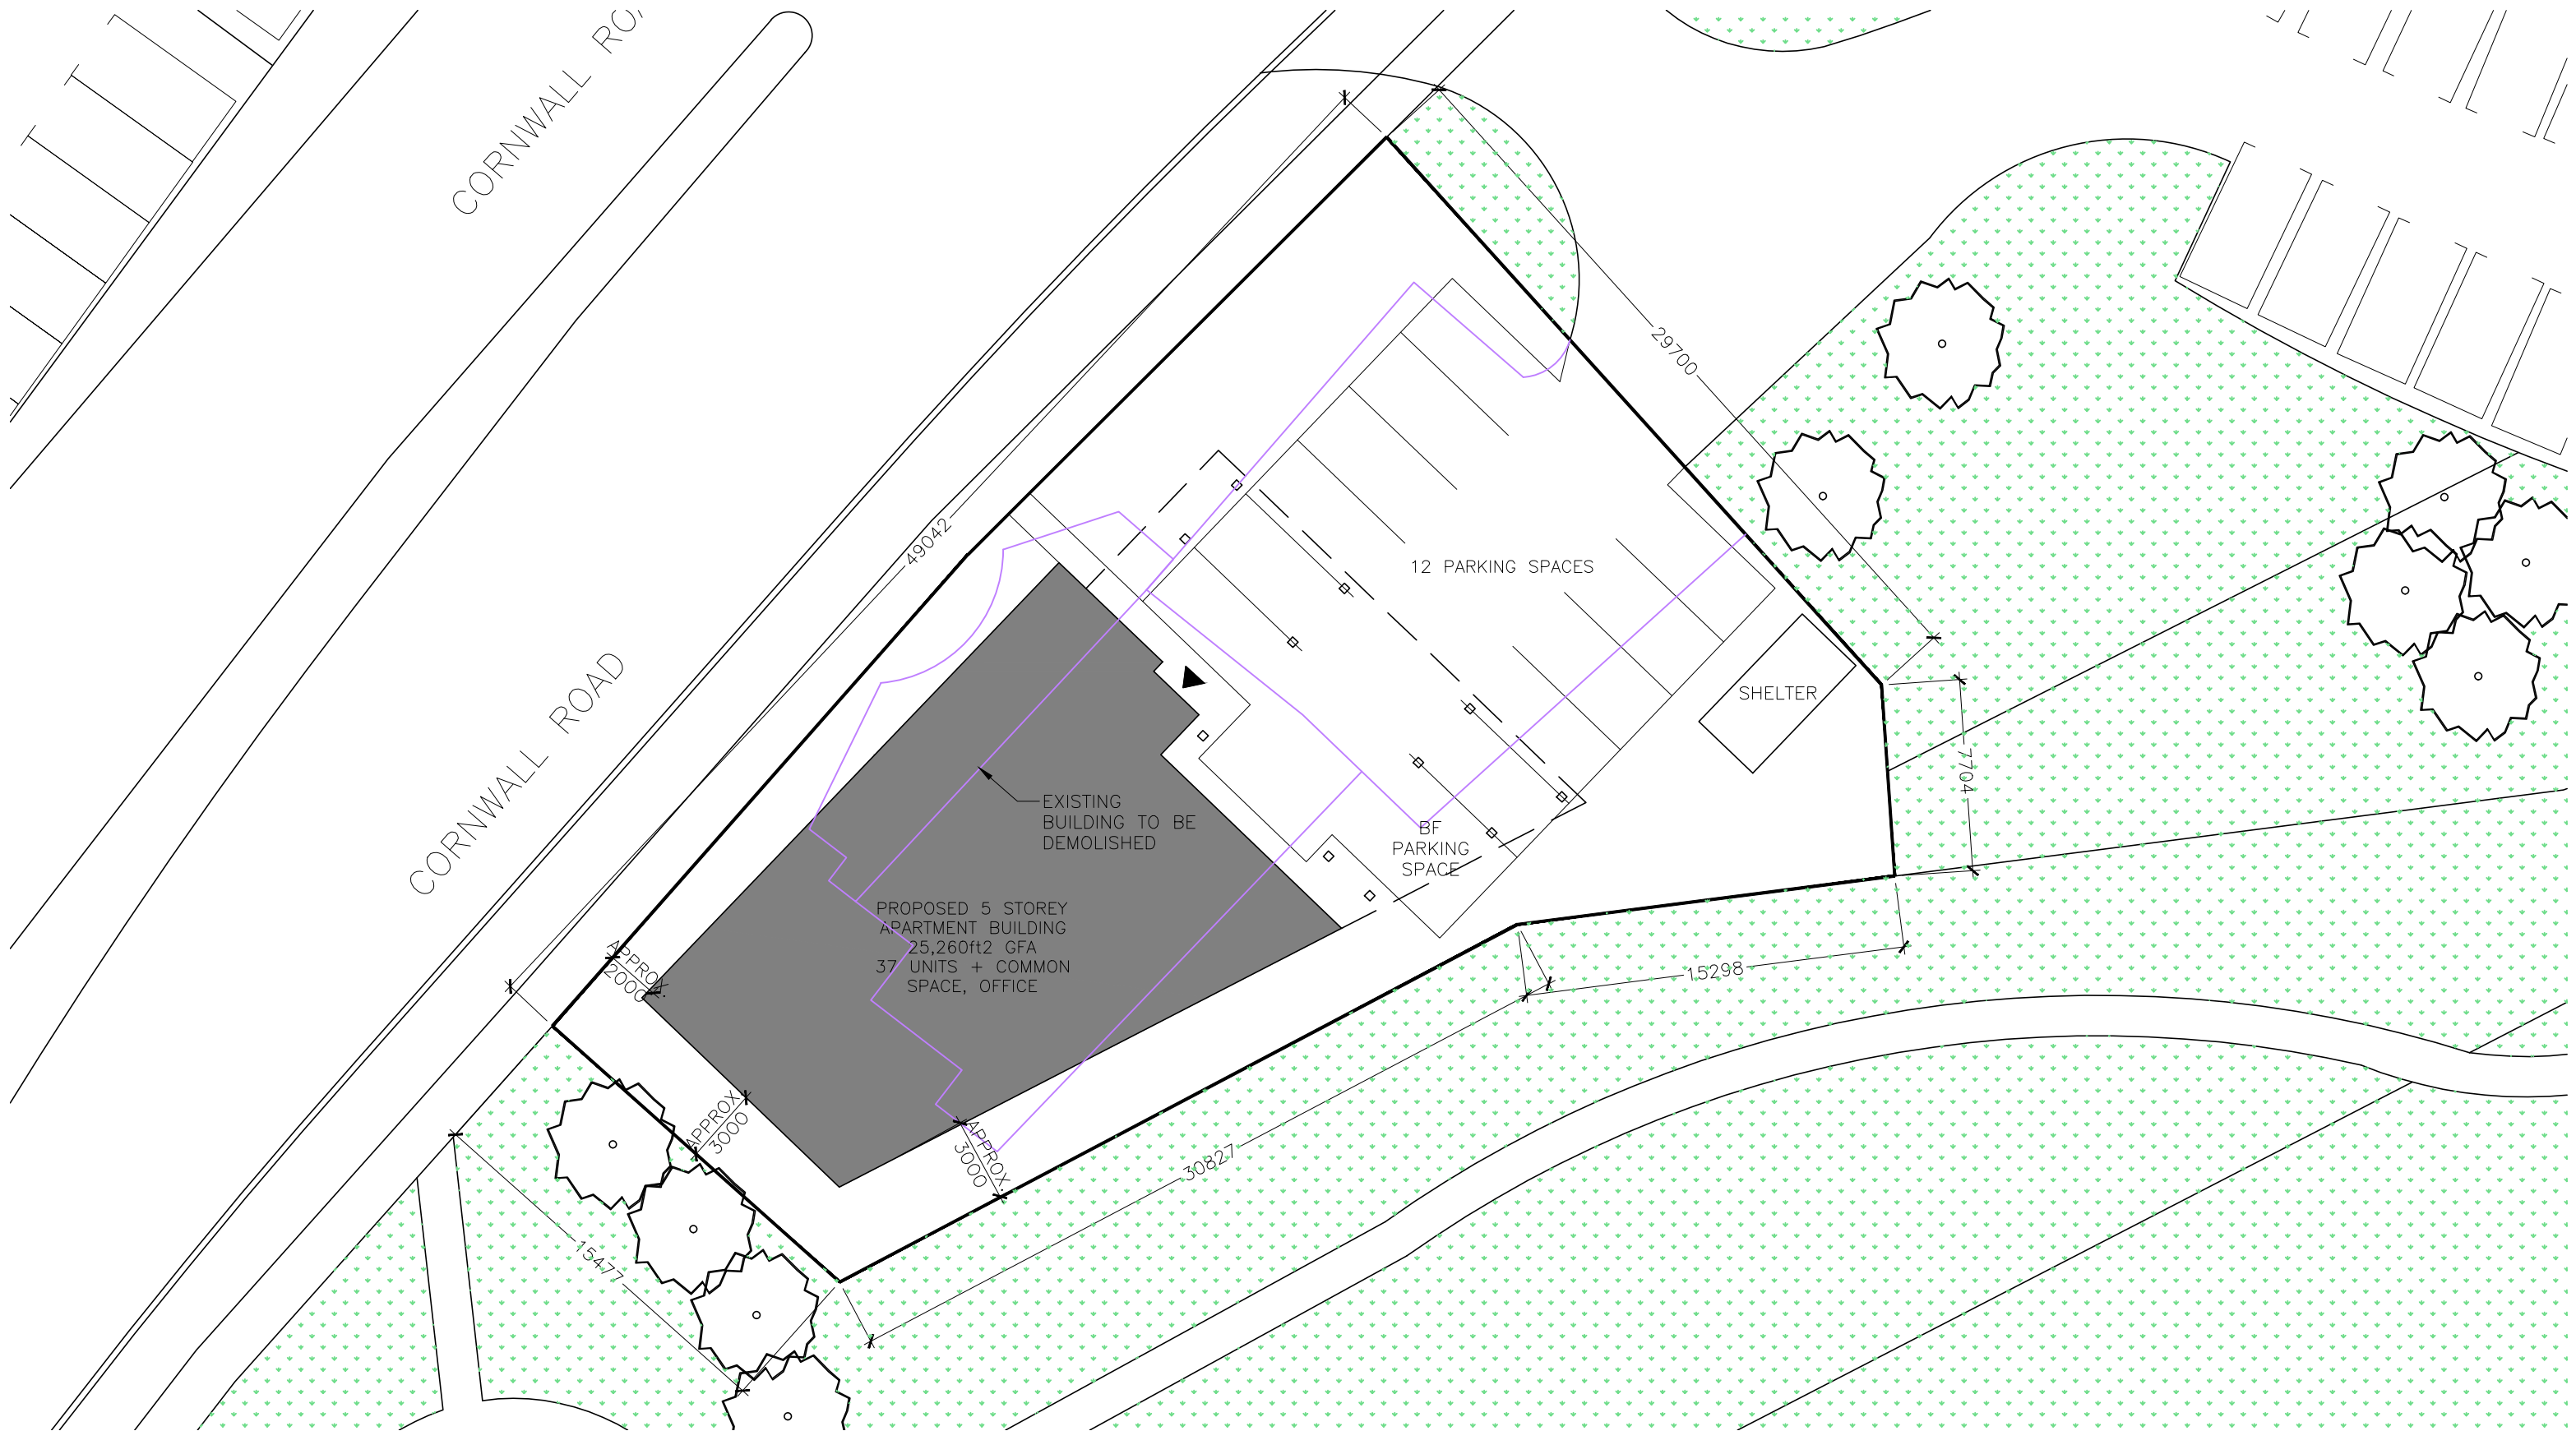 CORNWALL RO
29700
49042
12 PARKING SPACES
SHELTER
7704
CORNWALL ROAD
EXISTING
BUILDING TO BE
DEMOLISHED
BF
PARKING
SPACE
PROPOSED 5 STOREY
APARTMENT BUILDING
25,260ft2 GFA
37 UNITS + COMMON
SPACE, OFFICE
APPROX.
2000
15298
APPROX.
3000
APPROX.
3000
30827
15477